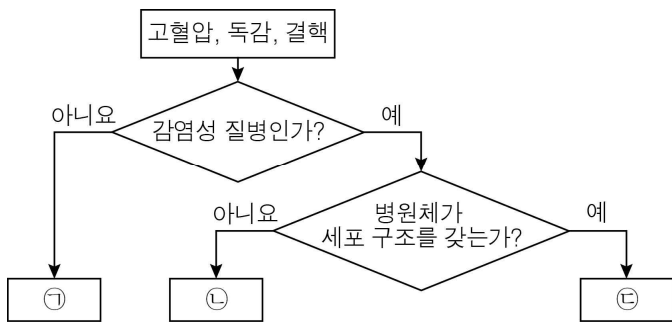 고혈압, 독감, 결핵
아니요
감염성 질병인가?
예
아니요
병원체가
세포 구조를 갖는가?
예
㉠
㉡
㉢